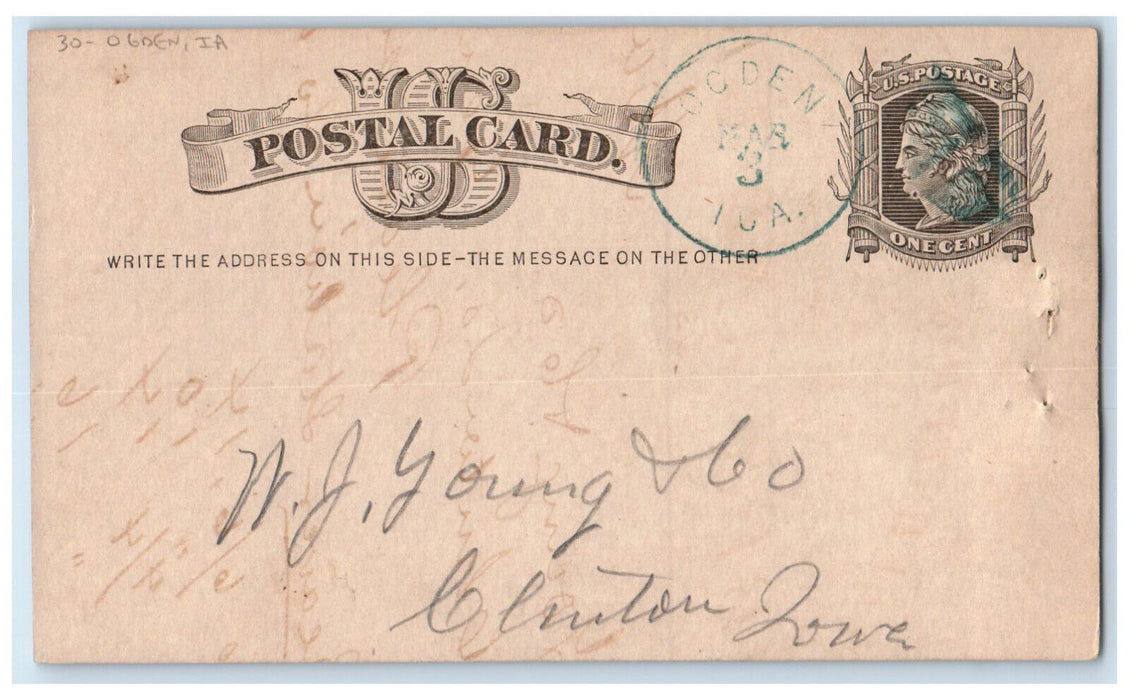 30- OGDEN, IA
US
POSTAL CARD.
OGDEN
MAR
3
IOA.
U.S. POSTAGE
ONE CENT
WRITE THE ADDRESS ON THIS SIDE-THE MESSAGE ON THE OTHER
W. J. Young & Co
Clinton Iowa